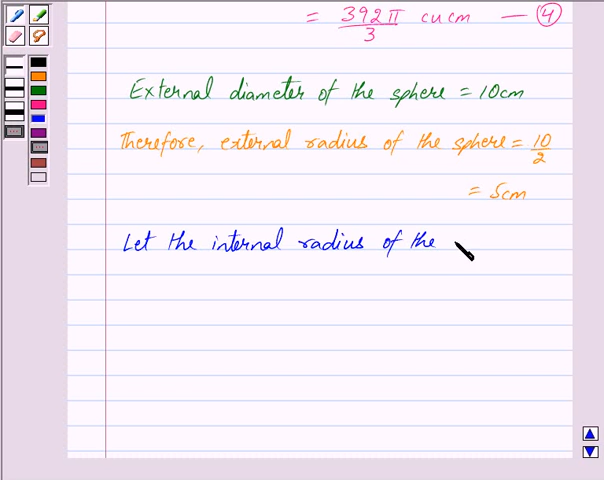 = 392π/3 cu cm — ④
External diameter of the sphere = 10cm
Therefore, external radius of the sphere = 10/2
= 5cm
Let the internal radius of the